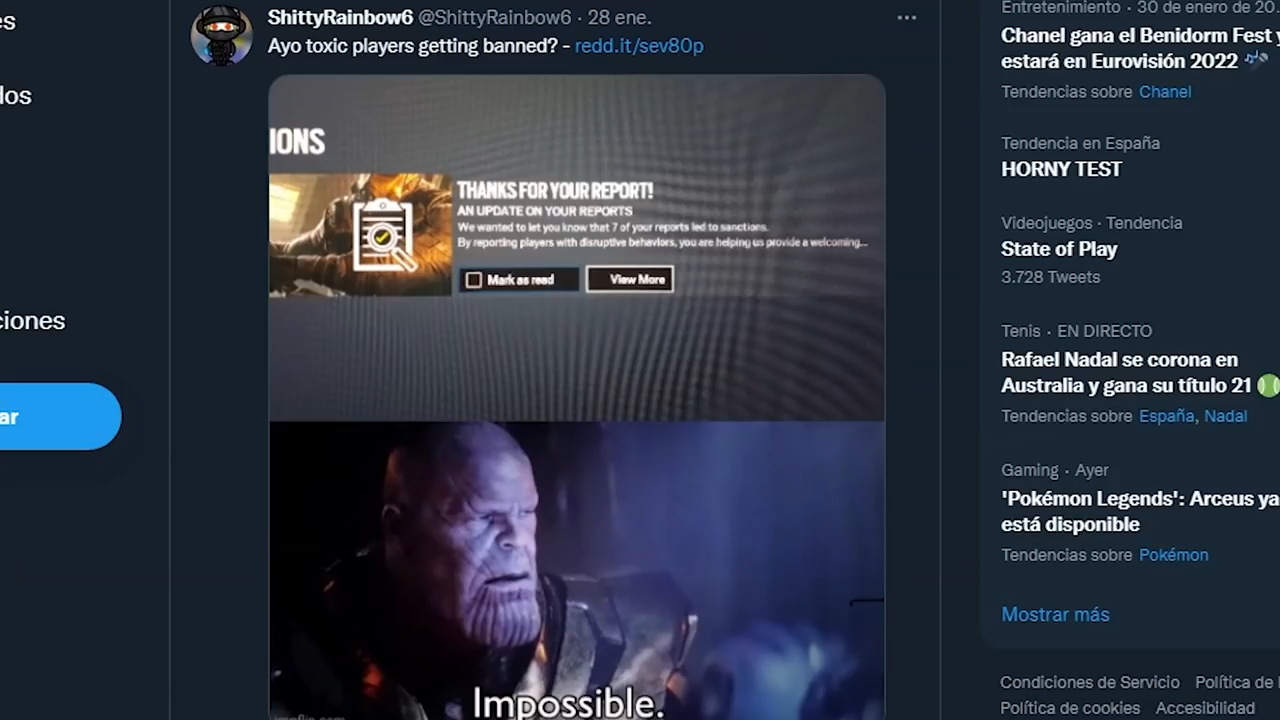 es
los
ciones
ar
ShittyRainbow6 @ShittyRainbow6 · 28 ene.
Ayo toxic players getting banned? - redd.it/sev80p
IONS
THANKS FOR YOUR REPORT!
AN UPDATE ON YOUR REPORTS
We wanted to let you know that 7 of your reports led to sanctions.
By reporting players with disruptive behaviors, you are helping us provide a welcoming...
Mark as read
View More
Impossible.
imgflip.com
Entretenimiento · 30 de enero de 20.
Chanel gana el Benidorm Fest y
estará en Eurovisión 2022
Tendencias sobre Chanel
Tendencia en España
HORNY TEST
Videojuegos · Tendencia
State of Play
3.728 Tweets
Tenis · EN DIRECTO
Rafael Nadal se corona en
Australia y gana su título 21
Tendencias sobre España, Nadal
Gaming · Ayer
'Pokémon Legends': Arceus ya
está disponible
Tendencias sobre Pokémon
Mostrar más
Condiciones de Servicio Política de
Política de cookies Accesibilidad